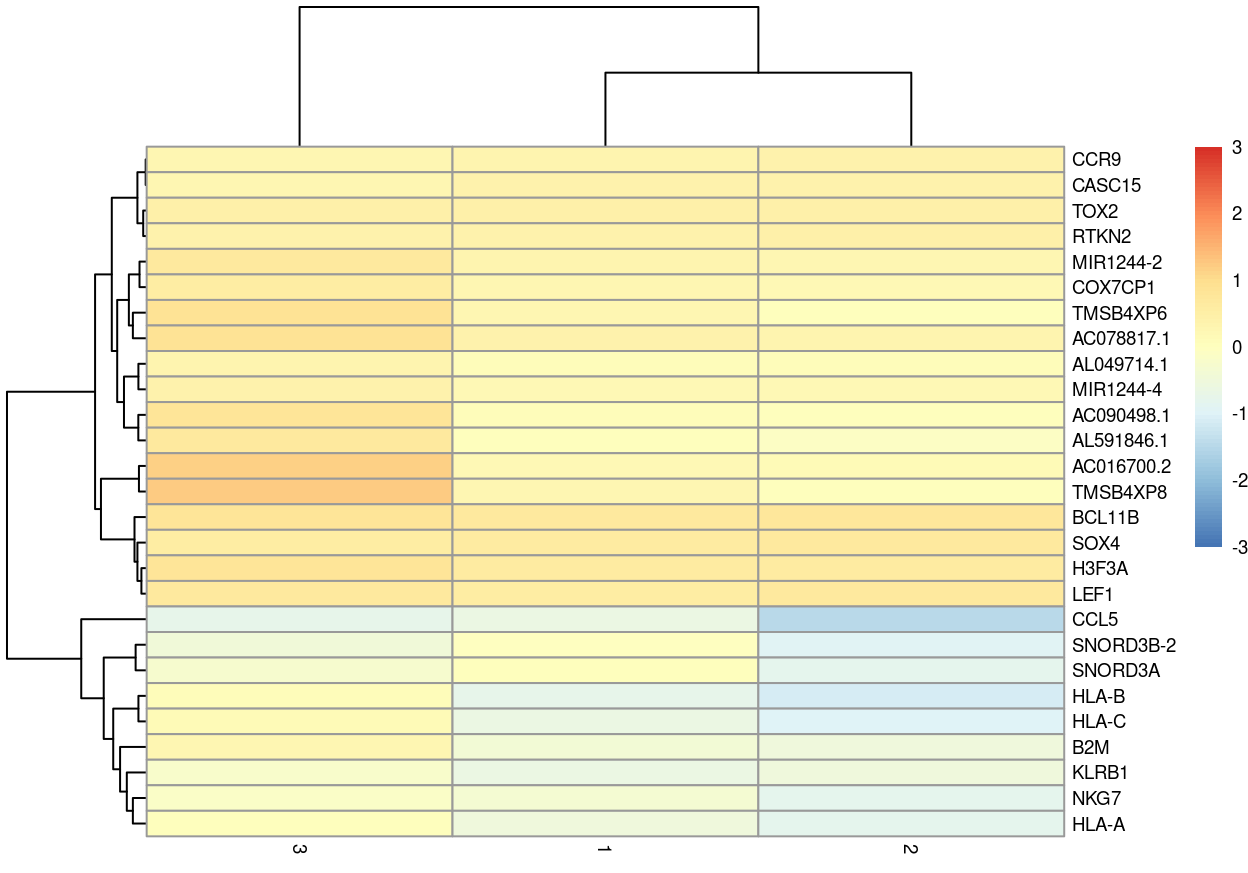 CCR9
CASC15
TOX2
RTKN2
MIR1244-2
COX7CP1
TMSB4XP6
AC078817.1
AL049714.1
MIR1244-4
AC090498.1
AL591846.1
AC016700.2
TMSB4XP8
BCL11B
SOX4
H3F3A
LEF1
CCL5
SNORD3B-2
SNORD3A
HLA-B
HLA-C
B2M
KLRB1
NKG7
HLA-A
3
2
1
0
-1
-2
-3
3 1 2